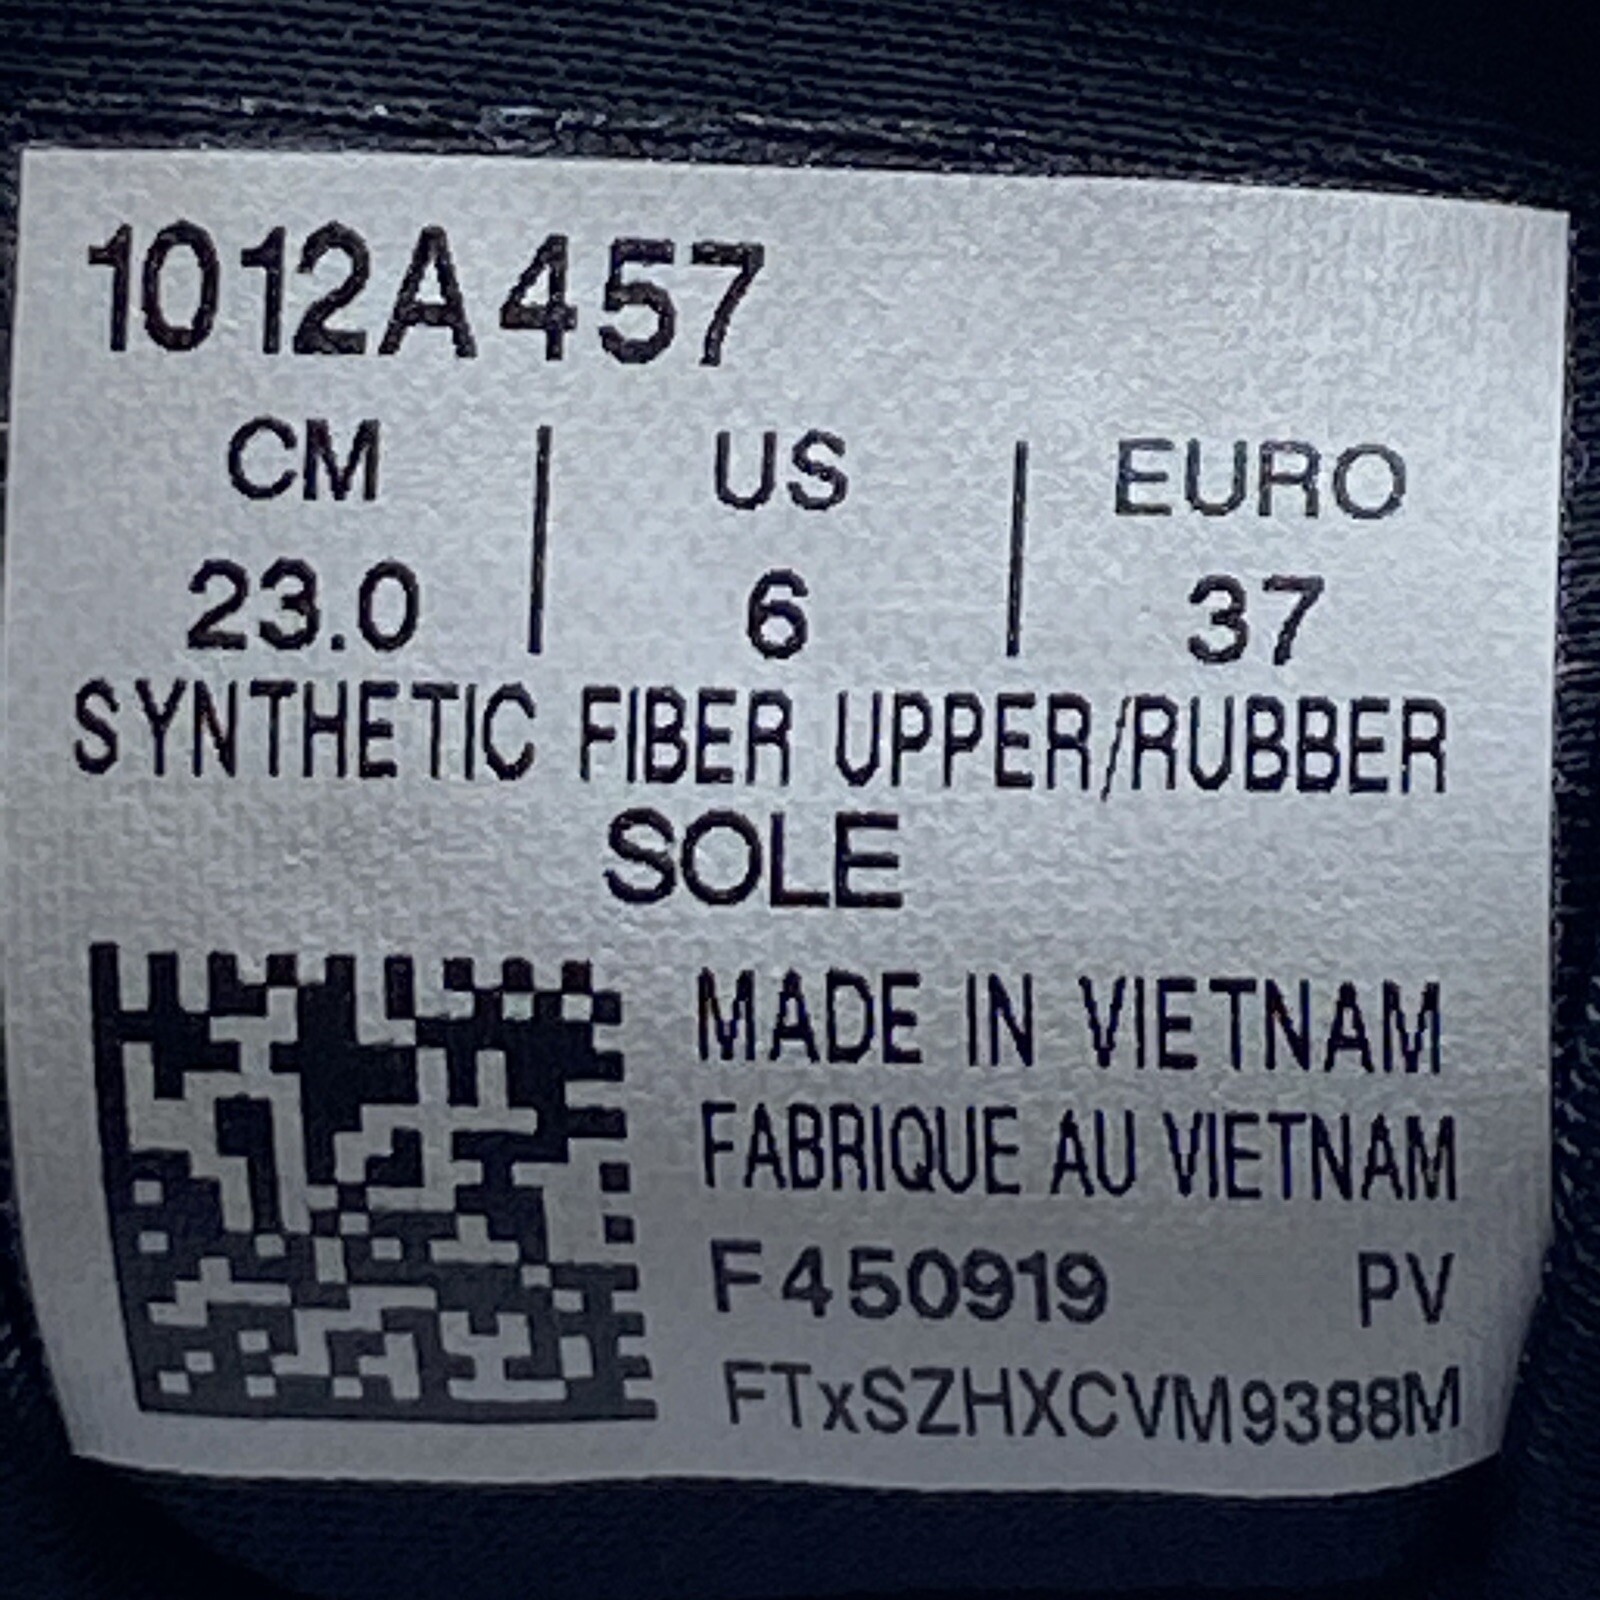 1012A457
CM | US | EURO
23.0 | 6 | 37
SYNTHETIC FIBER UPPER/RUBBER
SOLE
MADE IN VIETNAM
FABRIQUE AU VIETNAM
F450919 PV
FTxSZHXCVM9388M